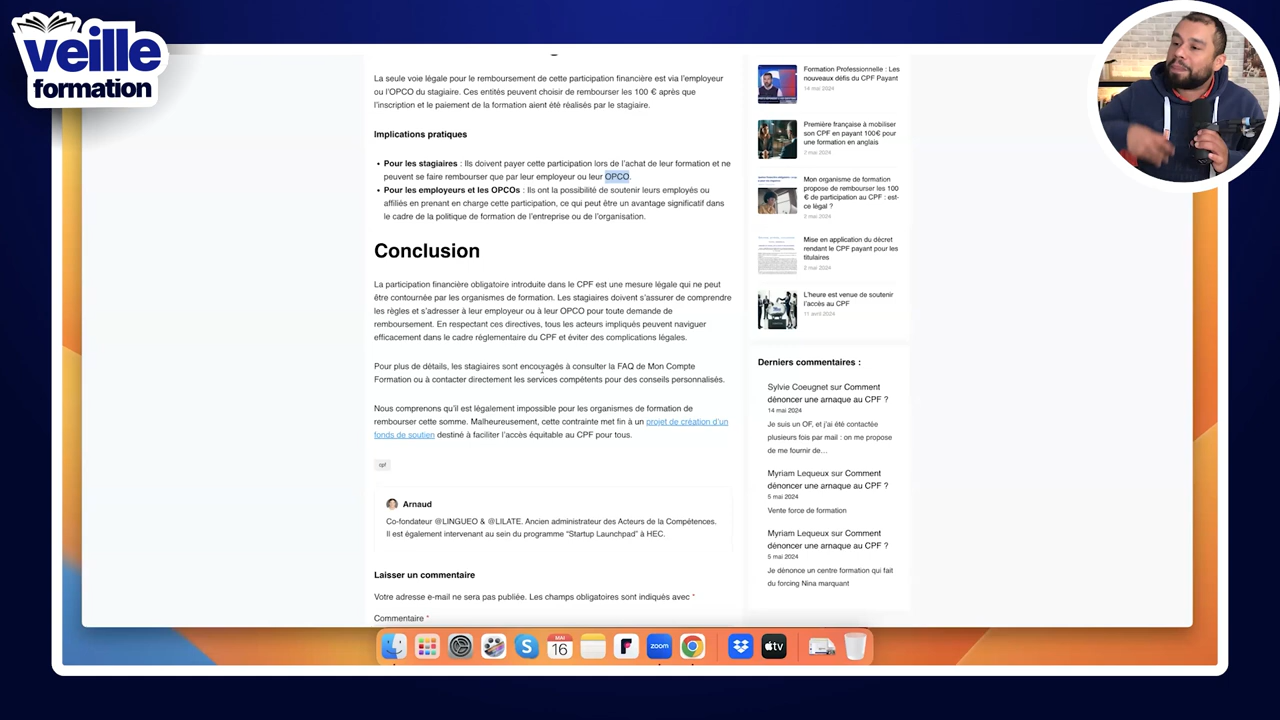 veille
formation
La seule voie légale pour le remboursement de cette participation financière est via l'employeur
ou l'OPCO du stagiaire. Ces entités peuvent choisir de rembourser les 100 € après que
l'inscription et le paiement de la formation aient été réalisés par le stagiaire.
Implications pratiques
• Pour les stagiaires : Ils doivent payer cette participation lors de l'achat de leur formation et ne
peuvent se faire rembourser que par leur employeur ou leur OPCO.
• Pour les employeurs et les OPCOs : Ils ont la possibilité de soutenir leurs employés ou
affiliés en prenant en charge cette participation, ce qui peut être un avantage significatif dans
le cadre de la politique de formation de l'entreprise ou de l'organisation.
Conclusion
La participation financière obligatoire introduite dans le CPF est une mesure légale qui ne peut
être contournée par les organismes de formation. Les stagiaires doivent s'assurer de comprendre
les règles et s'adresser à leur employeur ou à leur OPCO pour toute demande de
remboursement. En respectant ces directives, tous les acteurs impliqués peuvent naviguer
efficacement dans le cadre réglementaire du CPF et éviter des complications légales.
Pour plus de détails, les stagiaires sont encouragés à consulter la FAQ de Mon Compte
Formation ou à contacter directement les services compétents pour des conseils personnalisés.
Nous comprenons qu'il est légalement impossible pour les organismes de formation de
rembourser cette somme. Malheureusement, cette contrainte met fin à un projet de création d'un
fonds de soutien destiné à faciliter l'accès équitable au CPF pour tous.
cpf
Arnaud
Co-fondateur @LINGUEO & @LILATE. Ancien administrateur des Acteurs de la Compétences.
Il est également intervenant au sein du programme "Startup Launchpad" à HEC.
Laisser un commentaire
Votre adresse e-mail ne sera pas publiée. Les champs obligatoires sont indiqués avec *
Commentaire *
Formation Professionnelle : Les
nouveaux défis du CPF Payant
14 mai 2024
Première française à mobiliser
son CPF en payant 100€ pour
une formation en anglais
2 mai 2024
Mon organisme de formation
propose de rembourser les 100
€ de participation au CPF : est-
ce légal ?
2 mai 2024
Mise en application du décret
rendant le CPF payant pour les
titulaires
2 mai 2024
L'heure est venue de soutenir
l'accès au CPF
11 avril 2024
Derniers commentaires :
Sylvie Coeugnet sur Comment
dénoncer une arnaque au CPF ?
14 mai 2024
Je suis un OF, et j'ai été contactée
plusieurs fois par mail : on me propose
de me fournir de…
Myriam Lequeux sur Comment
dénoncer une arnaque au CPF ?
5 mai 2024
Vente force de formation
Myriam Lequeux sur Comment
dénoncer une arnaque au CPF ?
5 mai 2024
Je dénonce un centre formation qui fait
du forcing Nina marquant
MAI
16
zoom
tv